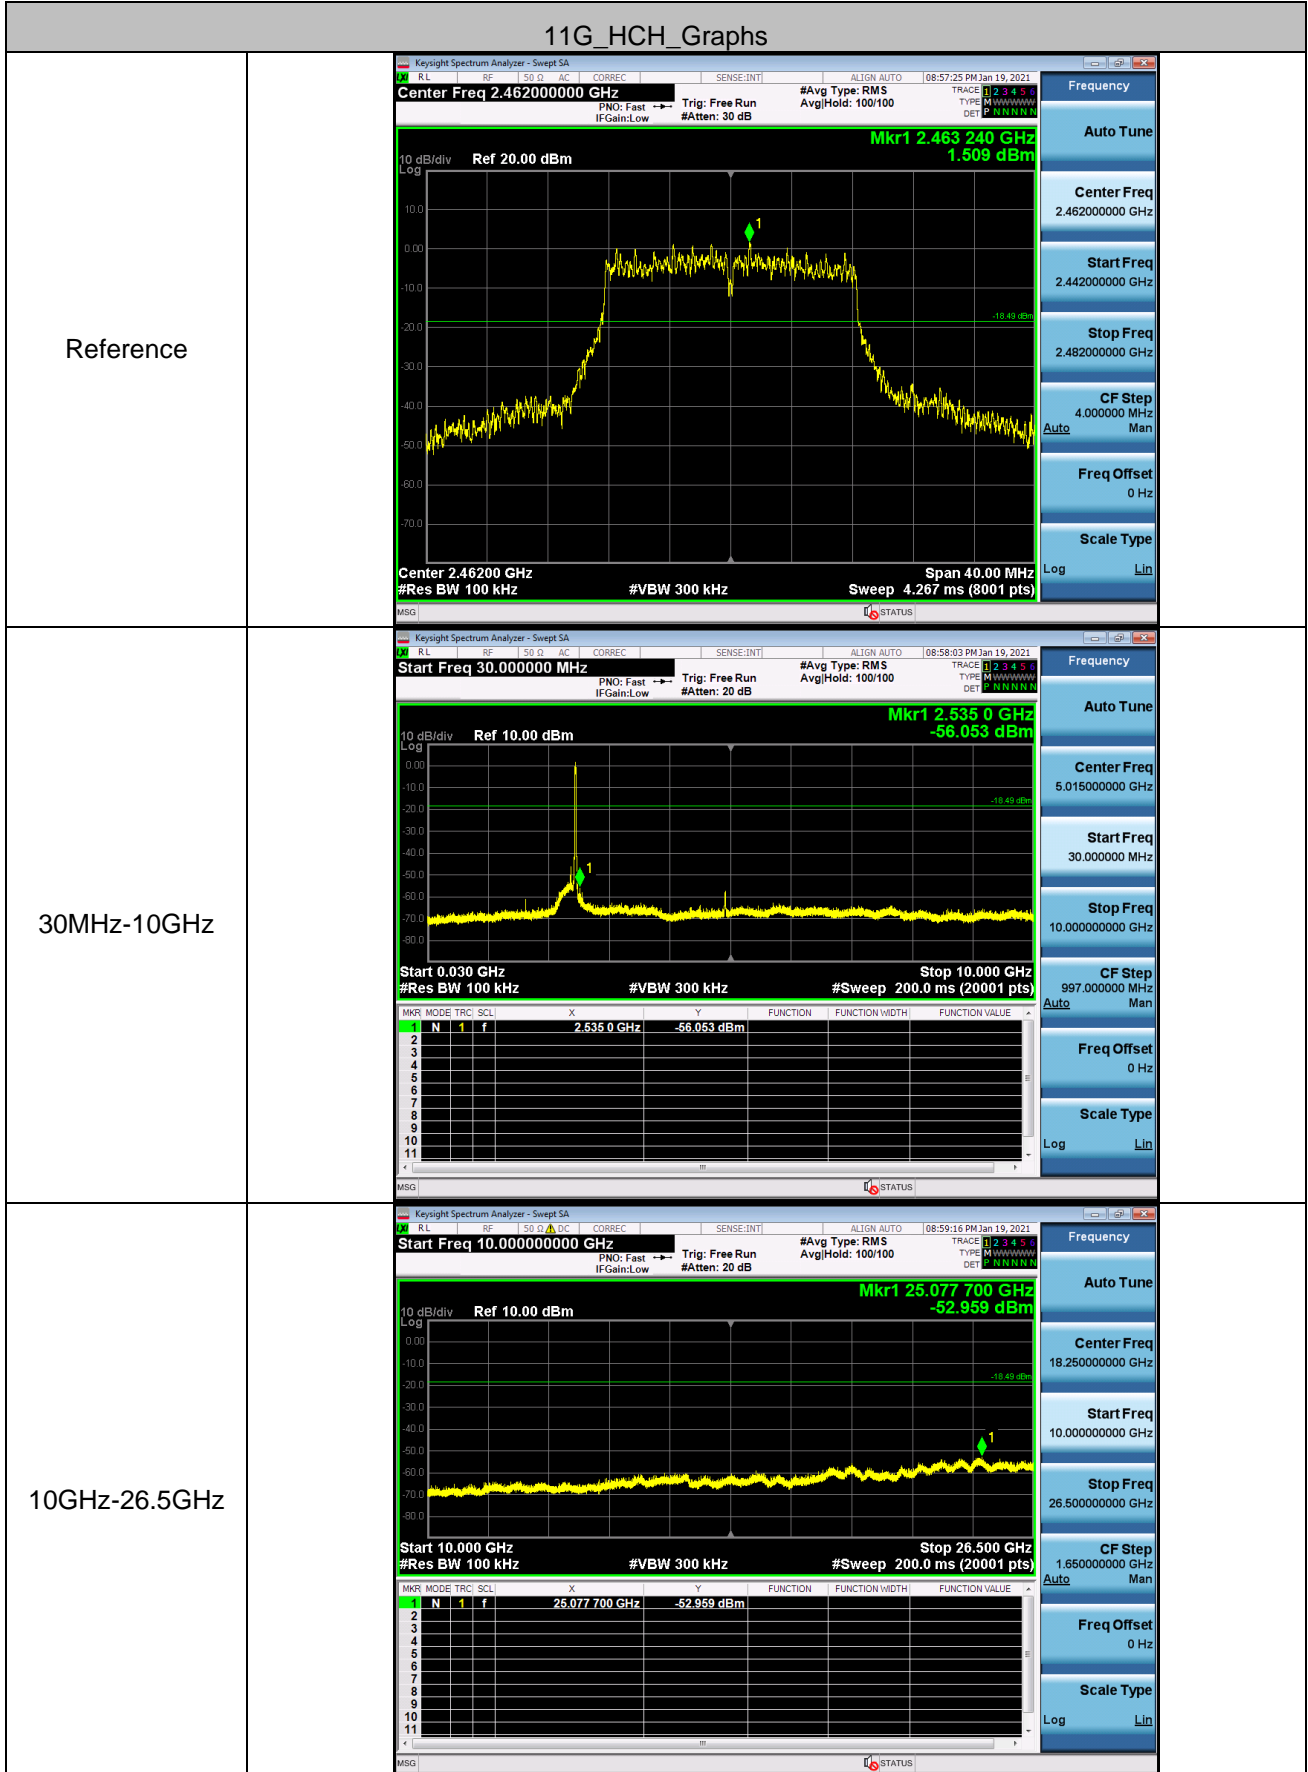 11G_HCH_Graphs
Reference
Keysight Spectrum Analyzer - Swept SA
LXI RL RF 50 Ω AC CORREC SENSE:INT ALIGN AUTO 08:57:25 PM Jan 19, 2021
Center Freq 2.462000000 GHz
PNO: Fast
IFGain:Low
Trig: Free Run
#Atten: 30 dB
#Avg Type: RMS
Avg|Hold: 100/100
TRACE 1 2 3 4 5 6
TYPE M WWWWW
DET P N N N N N
Mkr1 2.463 240 GHz
1.509 dBm
10 dB/div Ref 20.00 dBm
Log
10.0
0.00
-10.0
-20.0
-30.0
-40.0
-50.0
-60.0
-70.0
1
-18.49 dBm
Center 2.46200 GHz Span 40.00 MHz
#Res BW 100 kHz #VBW 300 kHz Sweep 4.267 ms (8001 pts)
MSG STATUS
Frequency
Auto Tune
Center Freq
2.462000000 GHz
Start Freq
2.442000000 GHz
Stop Freq
2.482000000 GHz
CF Step
4.000000 MHz
Auto Man
Freq Offset
0 Hz
Scale Type
Log Lin
30MHz-10GHz
Keysight Spectrum Analyzer - Swept SA
LXI RL RF 50 Ω AC CORREC SENSE:INT ALIGN AUTO 08:58:03 PM Jan 19, 2021
Start Freq 30.000000 MHz
PNO: Fast
IFGain:Low
Trig: Free Run
#Atten: 20 dB
#Avg Type: RMS
Avg|Hold: 100/100
TRACE 1 2 3 4 5 6
TYPE M WWWWW
DET P N N N N N
Mkr1 2.535 0 GHz
-56.053 dBm
10 dB/div Ref 10.00 dBm
Log
0.00
-10.0
-20.0
-30.0
-40.0
-50.0
-60.0
-70.0
-80.0
1
-18.49 dBm
Start 0.030 GHz Stop 10.000 GHz
#Res BW 100 kHz #VBW 300 kHz #Sweep 200.0 ms (20001 pts)
MKR MODE TRC SCL X Y FUNCTION FUNCTION WIDTH FUNCTION VALUE
1 N 1 f 2.535 0 GHz -56.053 dBm
2
3
4
5
6
7
8
9
10
11
MSG STATUS
Frequency
Auto Tune
Center Freq
5.015000000 GHz
Start Freq
30.000000 MHz
Stop Freq
10.000000000 GHz
CF Step
997.000000 MHz
Auto Man
Freq Offset
0 Hz
Scale Type
Log Lin
10GHz-26.5GHz
Keysight Spectrum Analyzer - Swept SA
LXI RL RF 50 Ω DC CORREC SENSE:INT ALIGN AUTO 08:59:16 PM Jan 19, 2021
Start Freq 10.000000000 GHz
PNO: Fast
IFGain:Low
Trig: Free Run
#Atten: 20 dB
#Avg Type: RMS
Avg|Hold: 100/100
TRACE 1 2 3 4 5 6
TYPE M WWWWW
DET P N N N N N
Mkr1 25.077 700 GHz
-52.959 dBm
10 dB/div Ref 10.00 dBm
Log
0.00
-10.0
-20.0
-30.0
-40.0
-50.0
-60.0
-70.0
-80.0
1
-18.49 dBm
Start 10.000 GHz Stop 26.500 GHz
#Res BW 100 kHz #VBW 300 kHz #Sweep 200.0 ms (20001 pts)
MKR MODE TRC SCL X Y FUNCTION FUNCTION WIDTH FUNCTION VALUE
1 N 1 f 25.077 700 GHz -52.959 dBm
2
3
4
5
6
7
8
9
10
11
MSG STATUS
Frequency
Auto Tune
Center Freq
18.250000000 GHz
Start Freq
10.000000000 GHz
Stop Freq
26.500000000 GHz
CF Step
1.650000000 GHz
Auto Man
Freq Offset
0 Hz
Scale Type
Log Lin